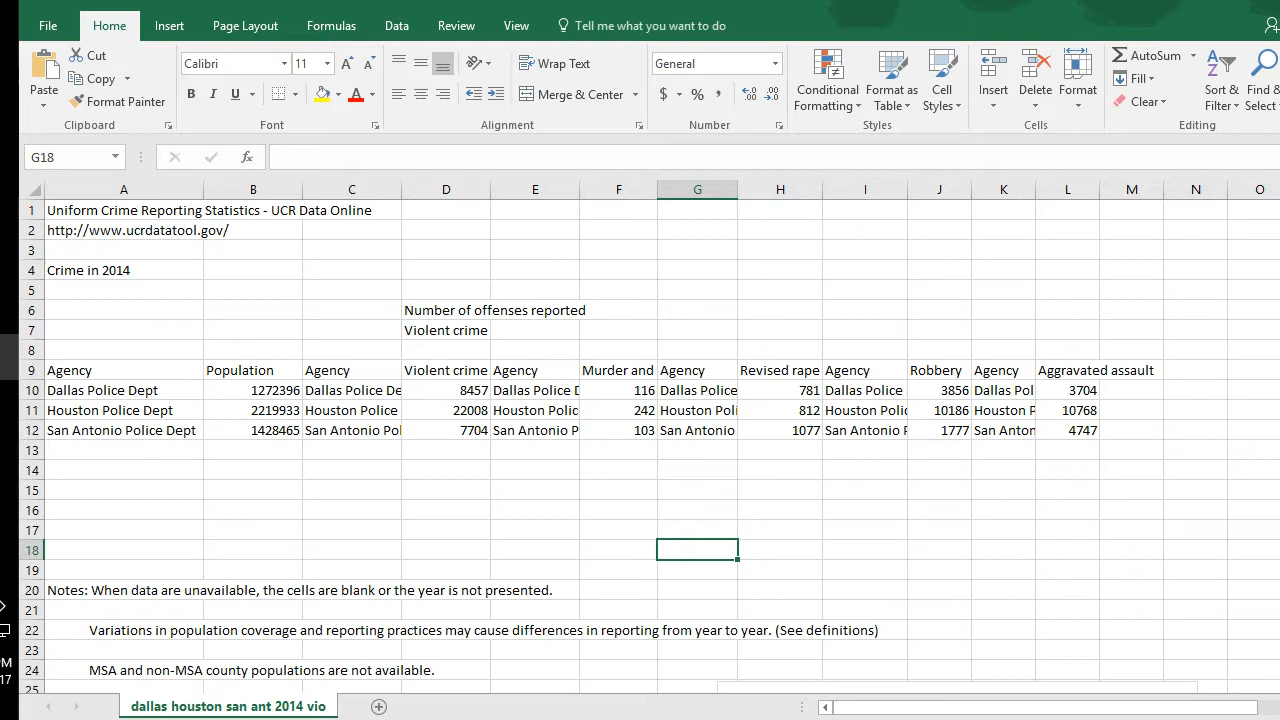 File Home Insert Page Layout Formulas Data Review View Tell me what you want to do
Cut
Copy
Format Painter
Paste
Clipboard
Calibri 11
B I U
Font
Wrap Text
Merge & Center
Alignment
General
$ % ,
Number
Conditional Formatting
Format as Table
Cell Styles
Styles
Insert Delete Format
Cells
AutoSum
Fill
Clear
Sort & Filter
Find & Select
Editing
G18 fx
A B C D E F G H I J K L M N O
1 Uniform Crime Reporting Statistics - UCR Data Online
2 http://www.ucrdatatool.gov/
3
4 Crime in 2014
5
6 Number of offenses reported
7 Violent crime
8
9 Agency Population Agency Violent crime Agency Murder and Agency Revised rape Agency Robbery Agency Aggravated assault
10 Dallas Police Dept 1272396 Dallas Police De 8457 Dallas Police D 116 Dallas Police 781 Dallas Police 3856 Dallas Pol 3704
11 Houston Police Dept 2219933 Houston Police 22008 Houston Polic 242 Houston Poli 812 Houston Polic 10186 Houston P 10768
12 San Antonio Police Dept 1428465 San Antonio Pol 7704 San Antonio P 103 San Antonio 1077 San Antonio P 1777 San Anton 4747
13
14
15
16
17
18
19
20 Notes: When data are unavailable, the cells are blank or the year is not presented.
21
22 Variations in population coverage and reporting practices may cause differences in reporting from year to year. (See definitions)
23
24 MSA and non-MSA county populations are not available.
25
PM
17
dallas houston san ant 2014 vio